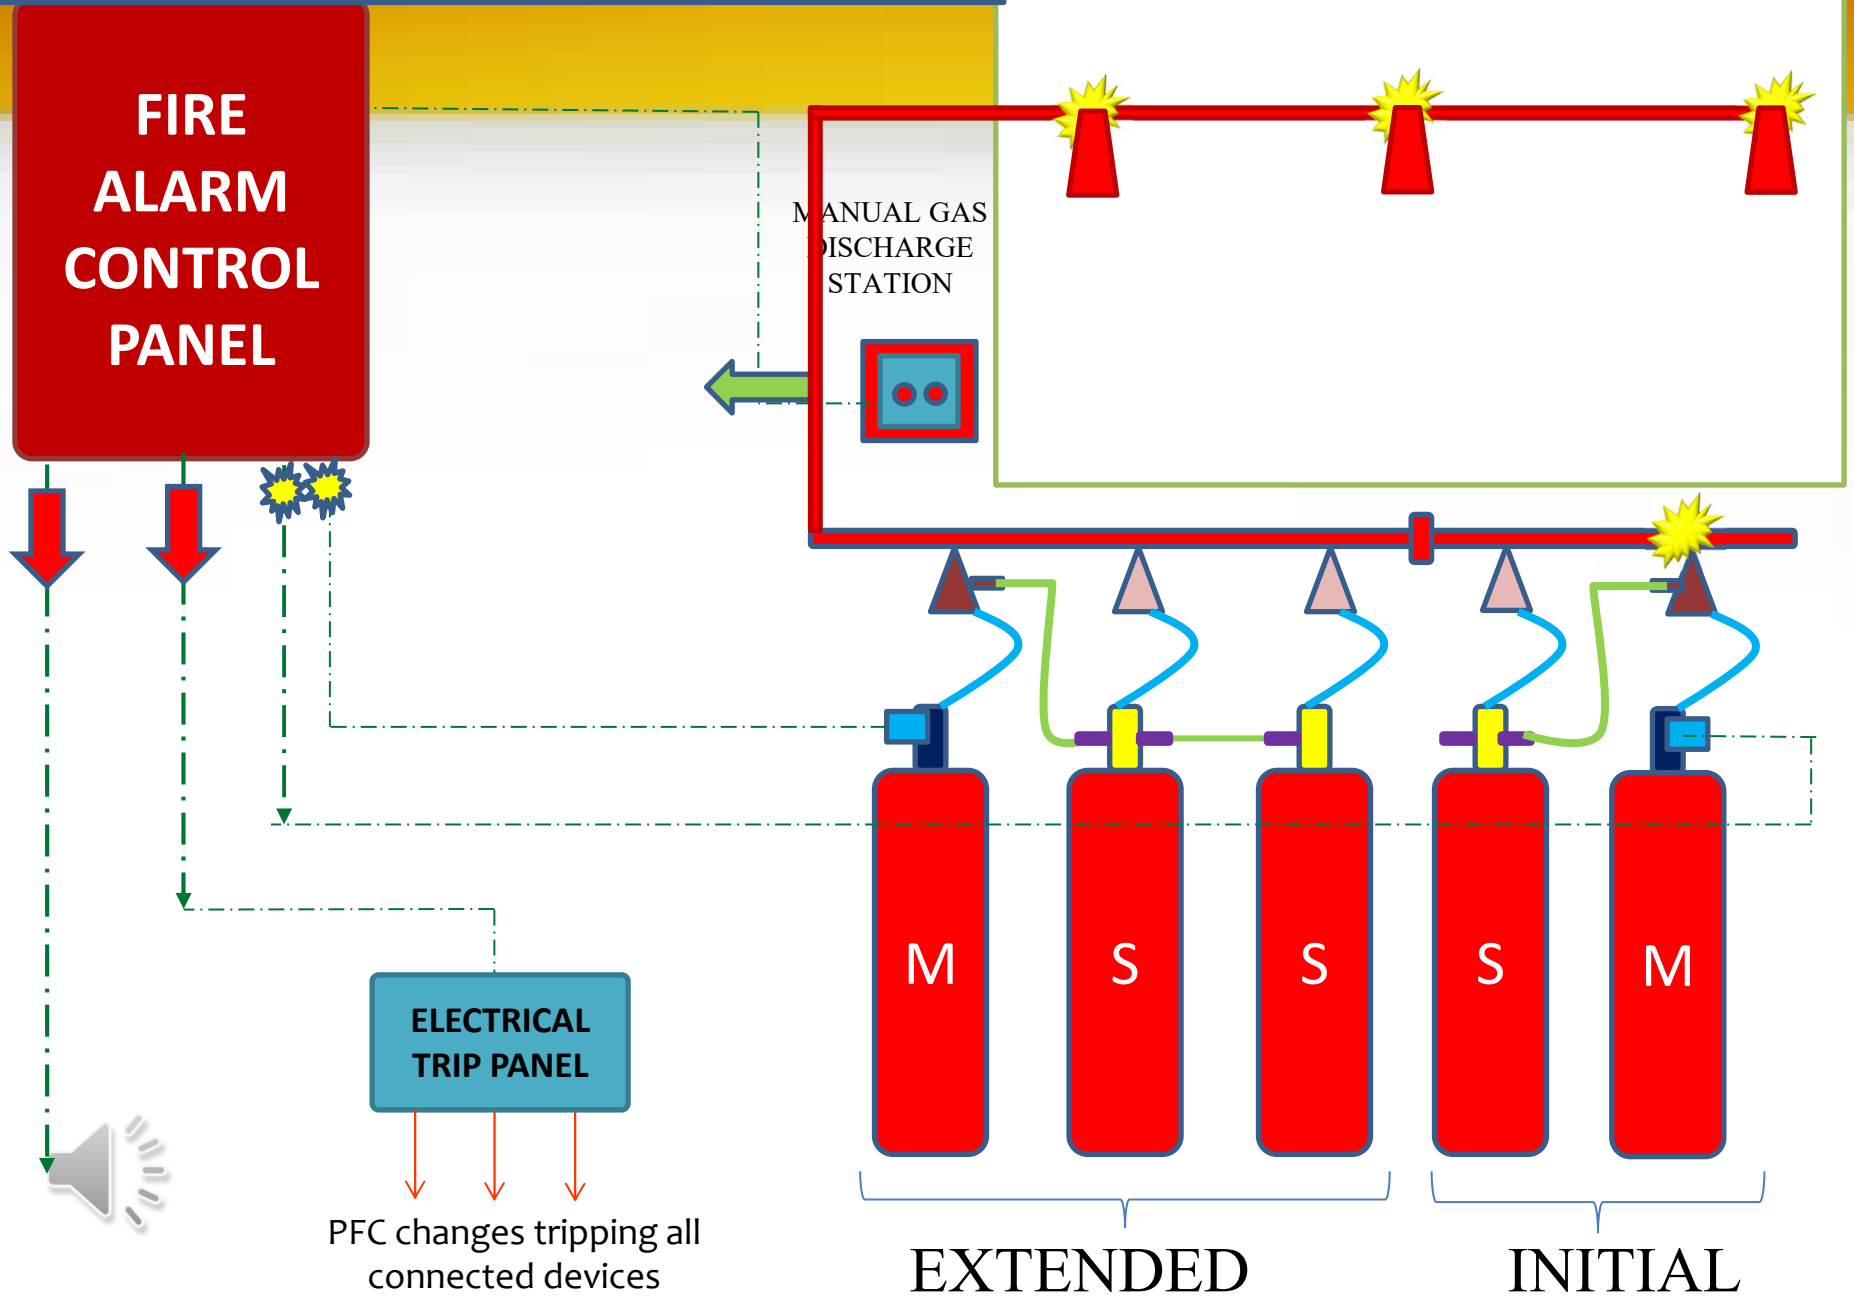 FIRE
ALARM
CONTROL
PANEL
MANUAL GAS
DISCHARGE
STATION
M
S
S
S
M
ELECTRICAL
TRIP PANEL
PFC changes tripping all
connected devices
EXTENDED
INITIAL